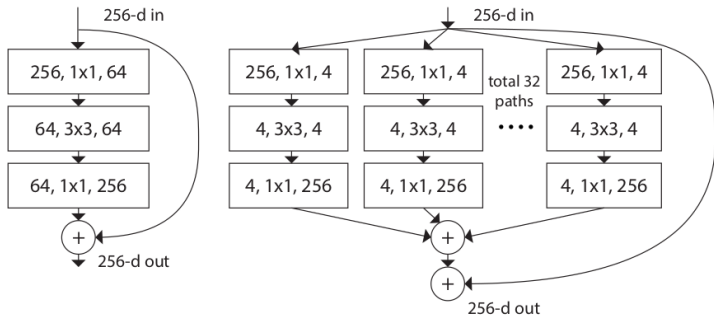 256-d in
256, 1x1, 64
64, 3x3, 64
64, 1x1, 256
+
256-d out
256-d in
256, 1x1, 4
256, 1x1, 4
256, 1x1, 4
total 32
paths
4, 3x3, 4
4, 3x3, 4
....
4, 3x3, 4
4, 1x1, 256
4, 1x1, 256
4, 1x1, 256
+
+
256-d out